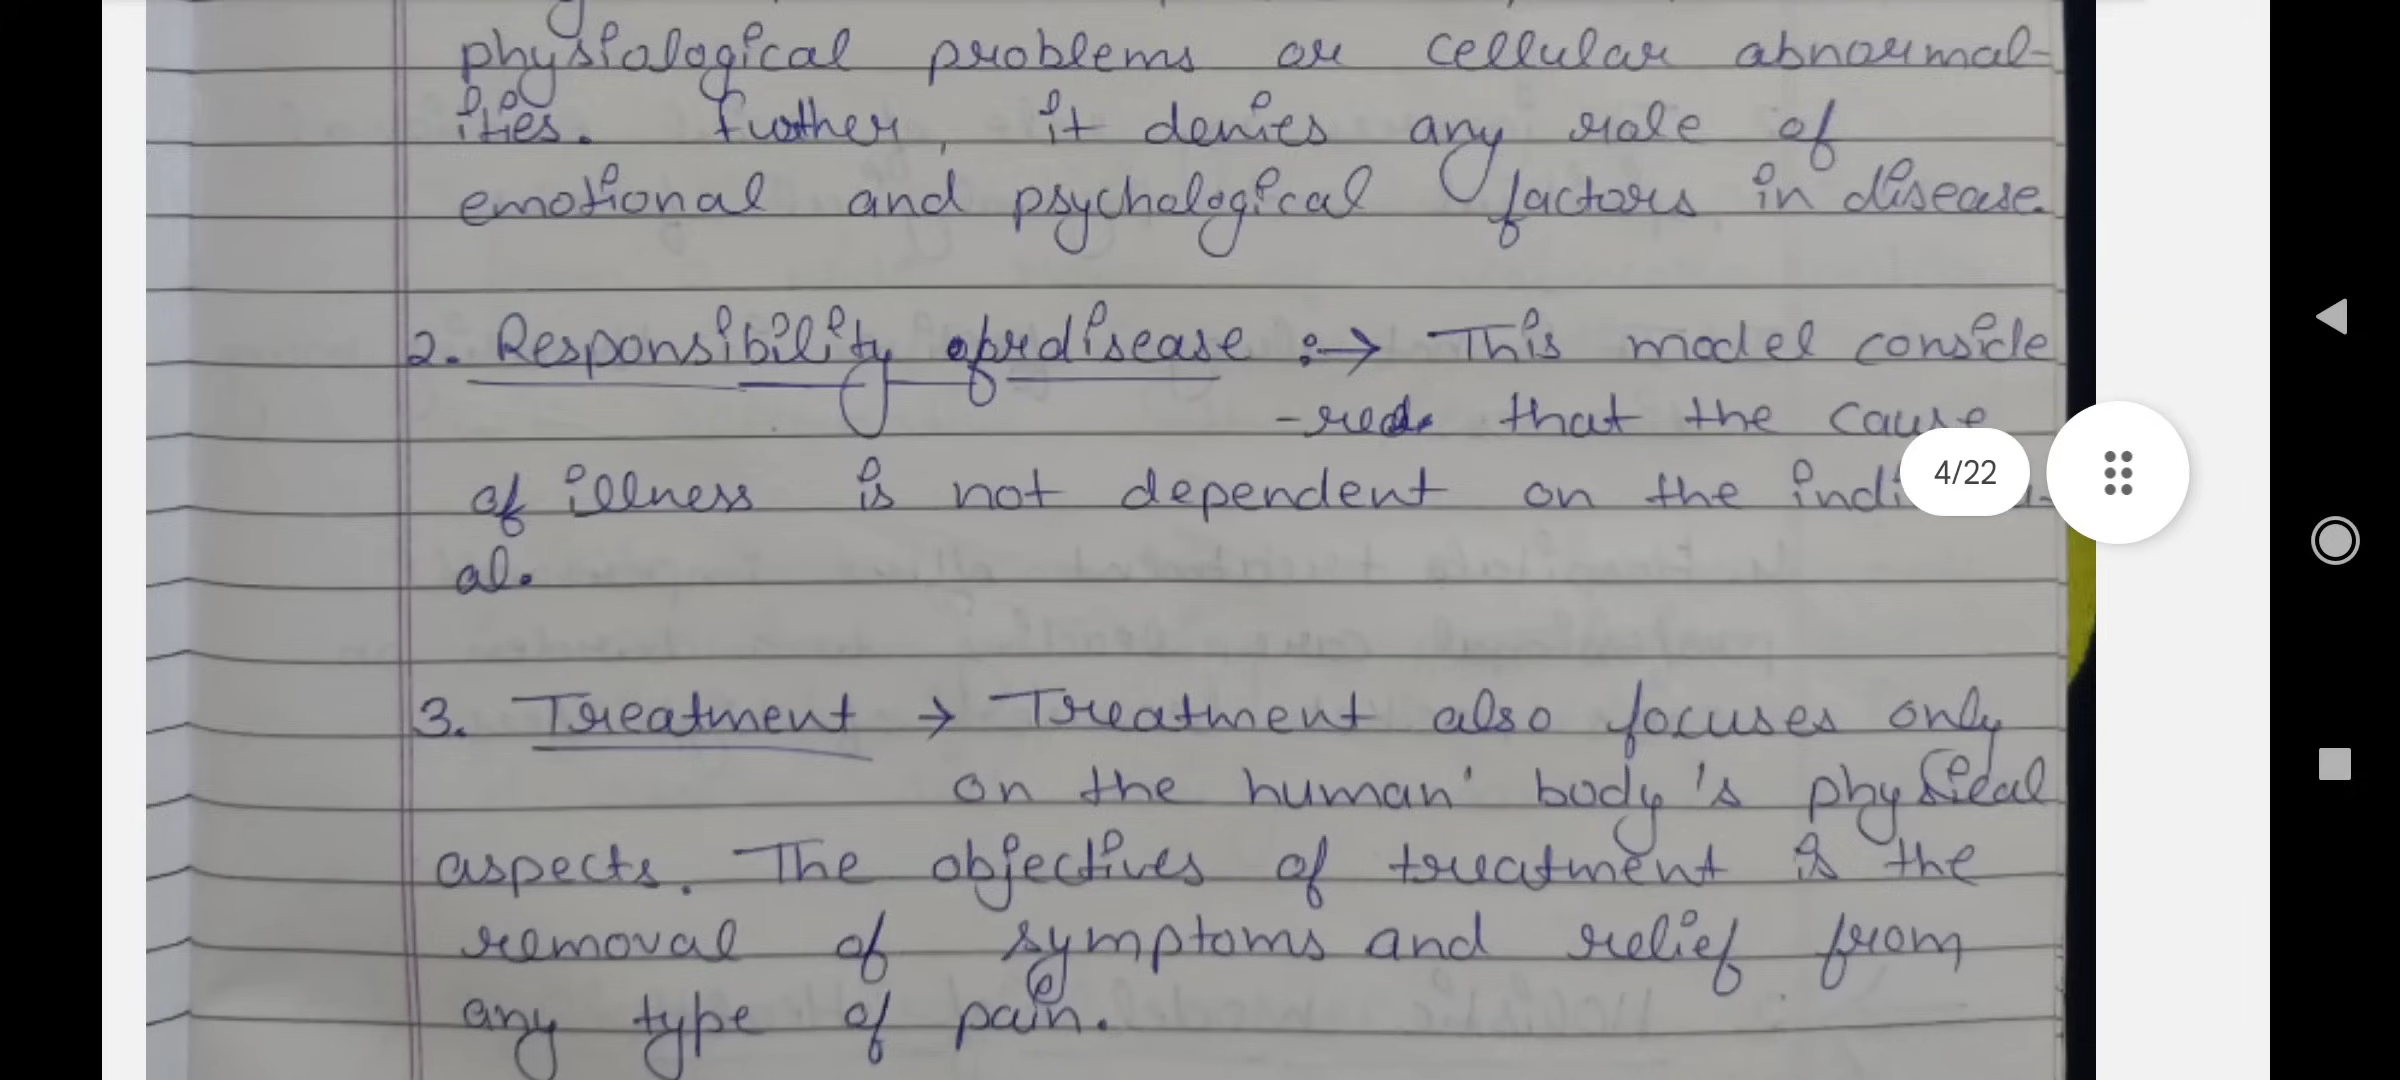 physiological problems or cellular abnormal-
ities. further, it denies any role of
emotional and psychological factors in disease.
2. Responsibility of disease :→ This model conside
-red that the cause
of illness is not dependent on the
al.
4/22
3. Treatment → Treatment also focuses only
on the human' body's physical
aspects. The objectives of treatment is the
removal of symptoms and relief from
any type of pain.